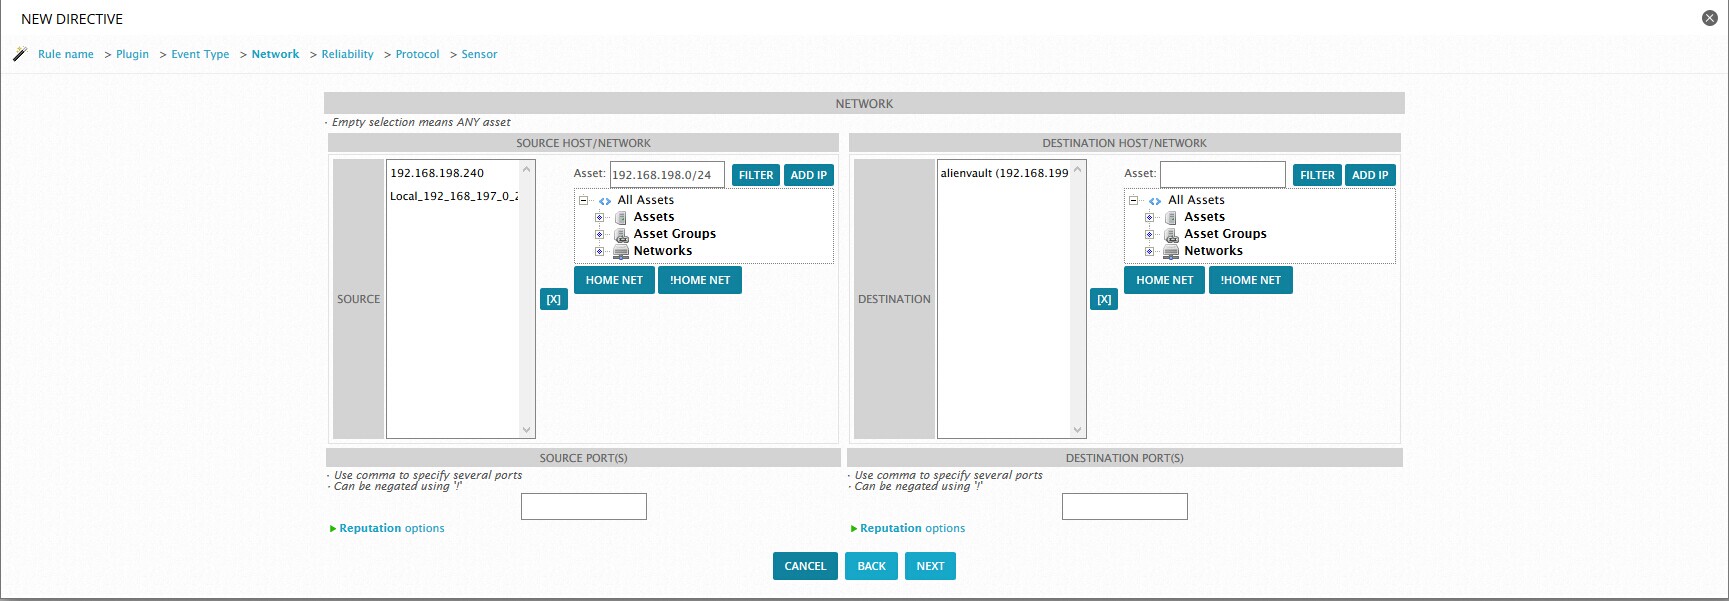 NEW DIRECTIVE
Rule name > Plugin > Event Type > Network > Reliability > Protocol > Sensor
NETWORK
· Empty selection means ANY asset
SOURCE HOST/NETWORK
SOURCE
192.168.198.240
Local_192_168_197_0_2
[X]
Asset: 192.168.198.0/24 FILTER ADD IP
All Assets
Assets
Asset Groups
Networks
HOME NET !HOME NET
DESTINATION HOST/NETWORK
DESTINATION
alienvault (192.168.199
[X]
Asset: FILTER ADD IP
All Assets
Assets
Asset Groups
Networks
HOME NET !HOME NET
SOURCE PORT(S)
· Use comma to specify several ports
· Can be negated using '!'
Reputation options
DESTINATION PORT(S)
· Use comma to specify several ports
· Can be negated using '!'
Reputation options
CANCEL BACK NEXT